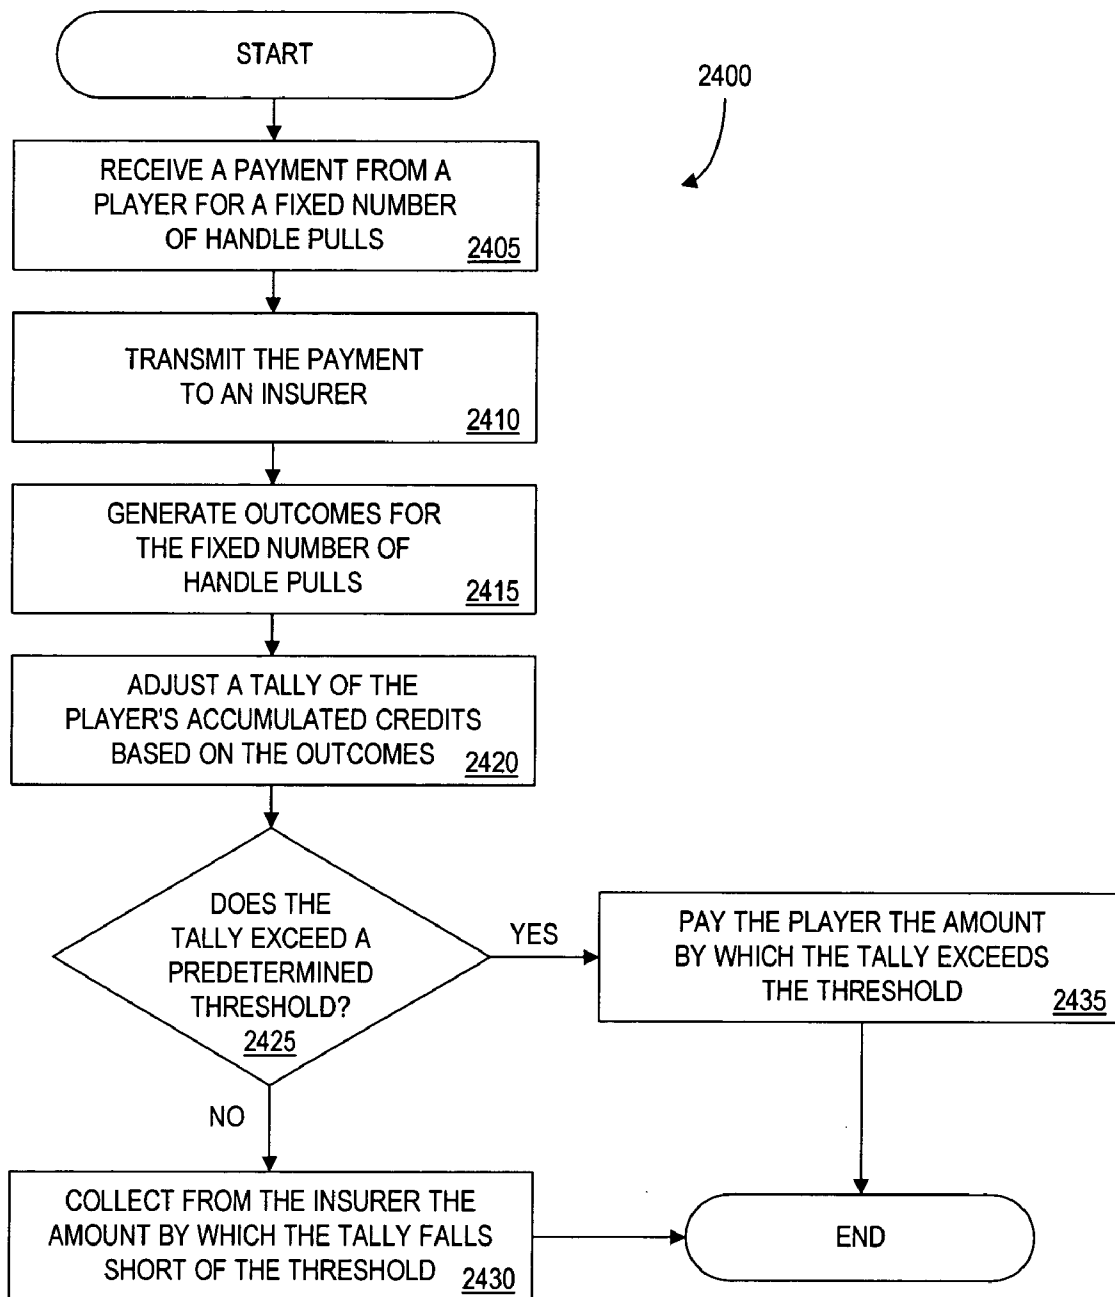 START
2400
RECEIVE A PAYMENT FROM A
PLAYER FOR A FIXED NUMBER
OF HANDLE PULLS
2405
TRANSMIT THE PAYMENT
TO AN INSURER
2410
GENERATE OUTCOMES FOR
THE FIXED NUMBER OF
HANDLE PULLS
2415
ADJUST A TALLY OF THE
PLAYER'S ACCUMULATED CREDITS
BASED ON THE OUTCOMES
2420
DOES THE
TALLY EXCEED A
PREDETERMINED
THRESHOLD?
2425
YES
PAY THE PLAYER THE AMOUNT
BY WHICH THE TALLY EXCEEDS
THE THRESHOLD
2435
NO
COLLECT FROM THE INSURER THE
AMOUNT BY WHICH THE TALLY FALLS
SHORT OF THE THRESHOLD
2430
END